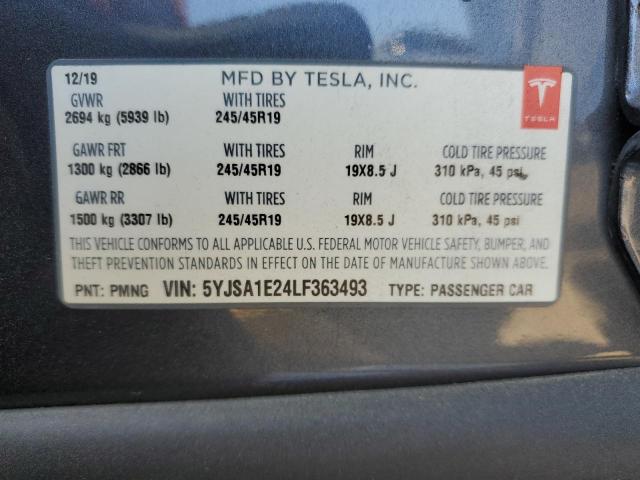 12/19 MFD BY TESLA, INC.
GVWR WITH TIRES
2694 kg (5939 lb) 245/45R19
TESLA
GAWR FRT WITH TIRES RIM COLD TIRE PRESSURE
1300 kg (2866 lb) 245/45R19 19X8.5 J 310 kPa, 45 psi
GAWR RR WITH TIRES RIM COLD TIRE PRESSURE
1500 kg (3307 lb) 245/45R19 19X8.5 J 310 kPa, 45 psi
THIS VEHICLE CONFORMS TO ALL APPLICABLE U.S. FEDERAL MOTOR VEHICLE SAFETY, BUMPER, AND
THEFT PREVENTION STANDARDS IN EFFECT ON THE DATE OF MANUFACTURE SHOWN ABOVE.
PNT: PMNG VIN: 5YJSA1E24LF363493 TYPE: PASSENGER CAR